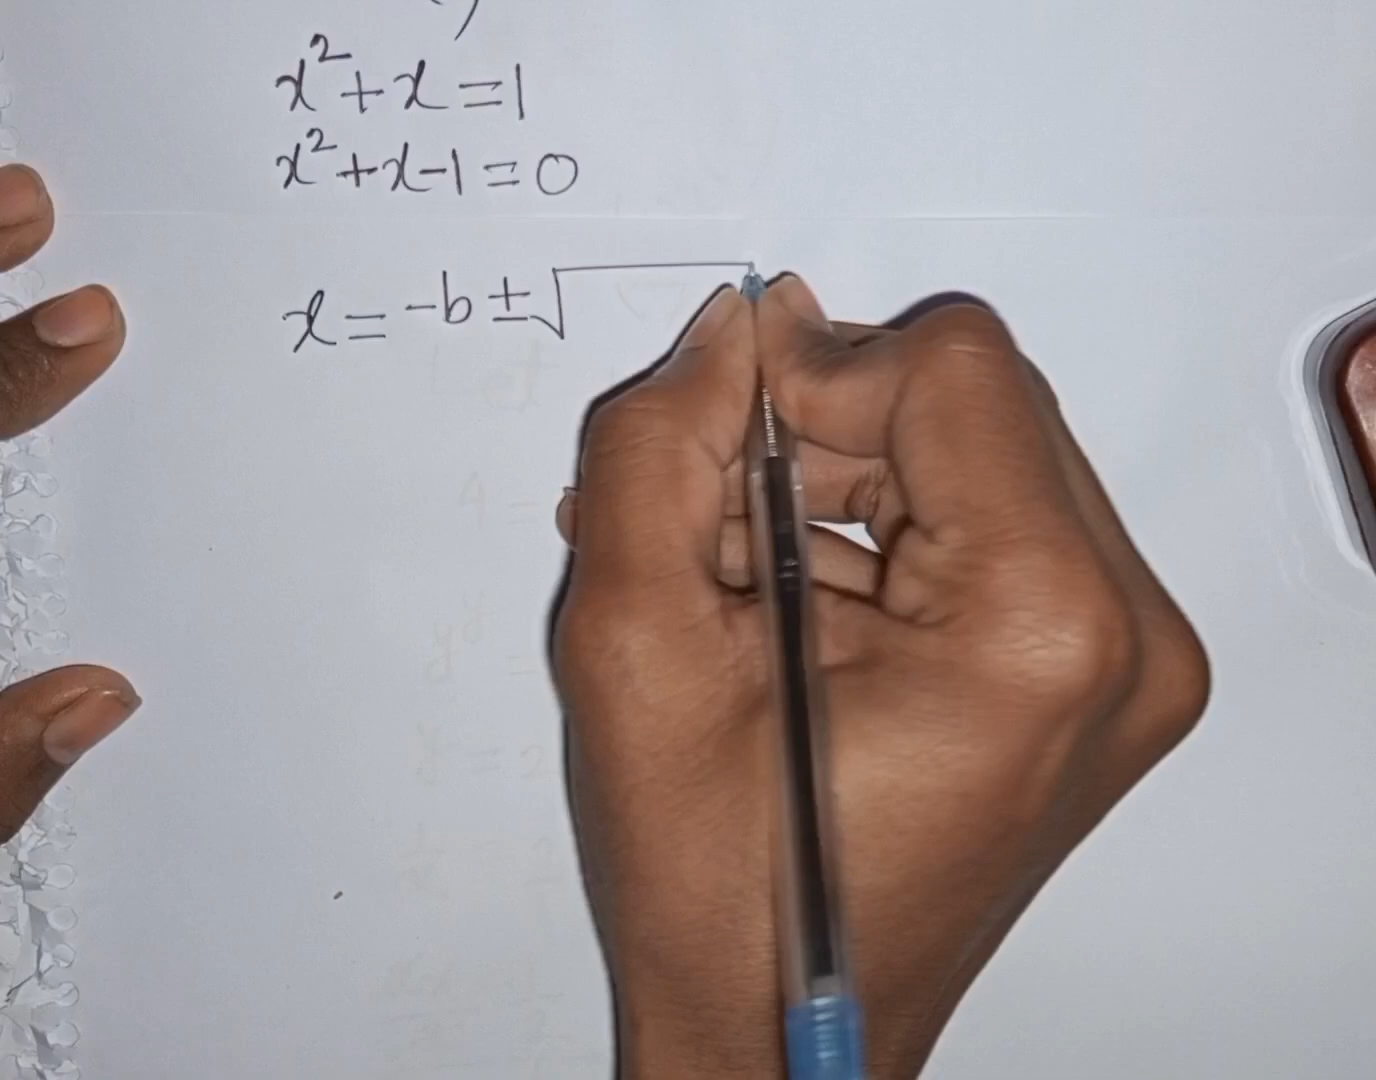 x² + x = 1
x² + x - 1 = 0
x = -b ± √